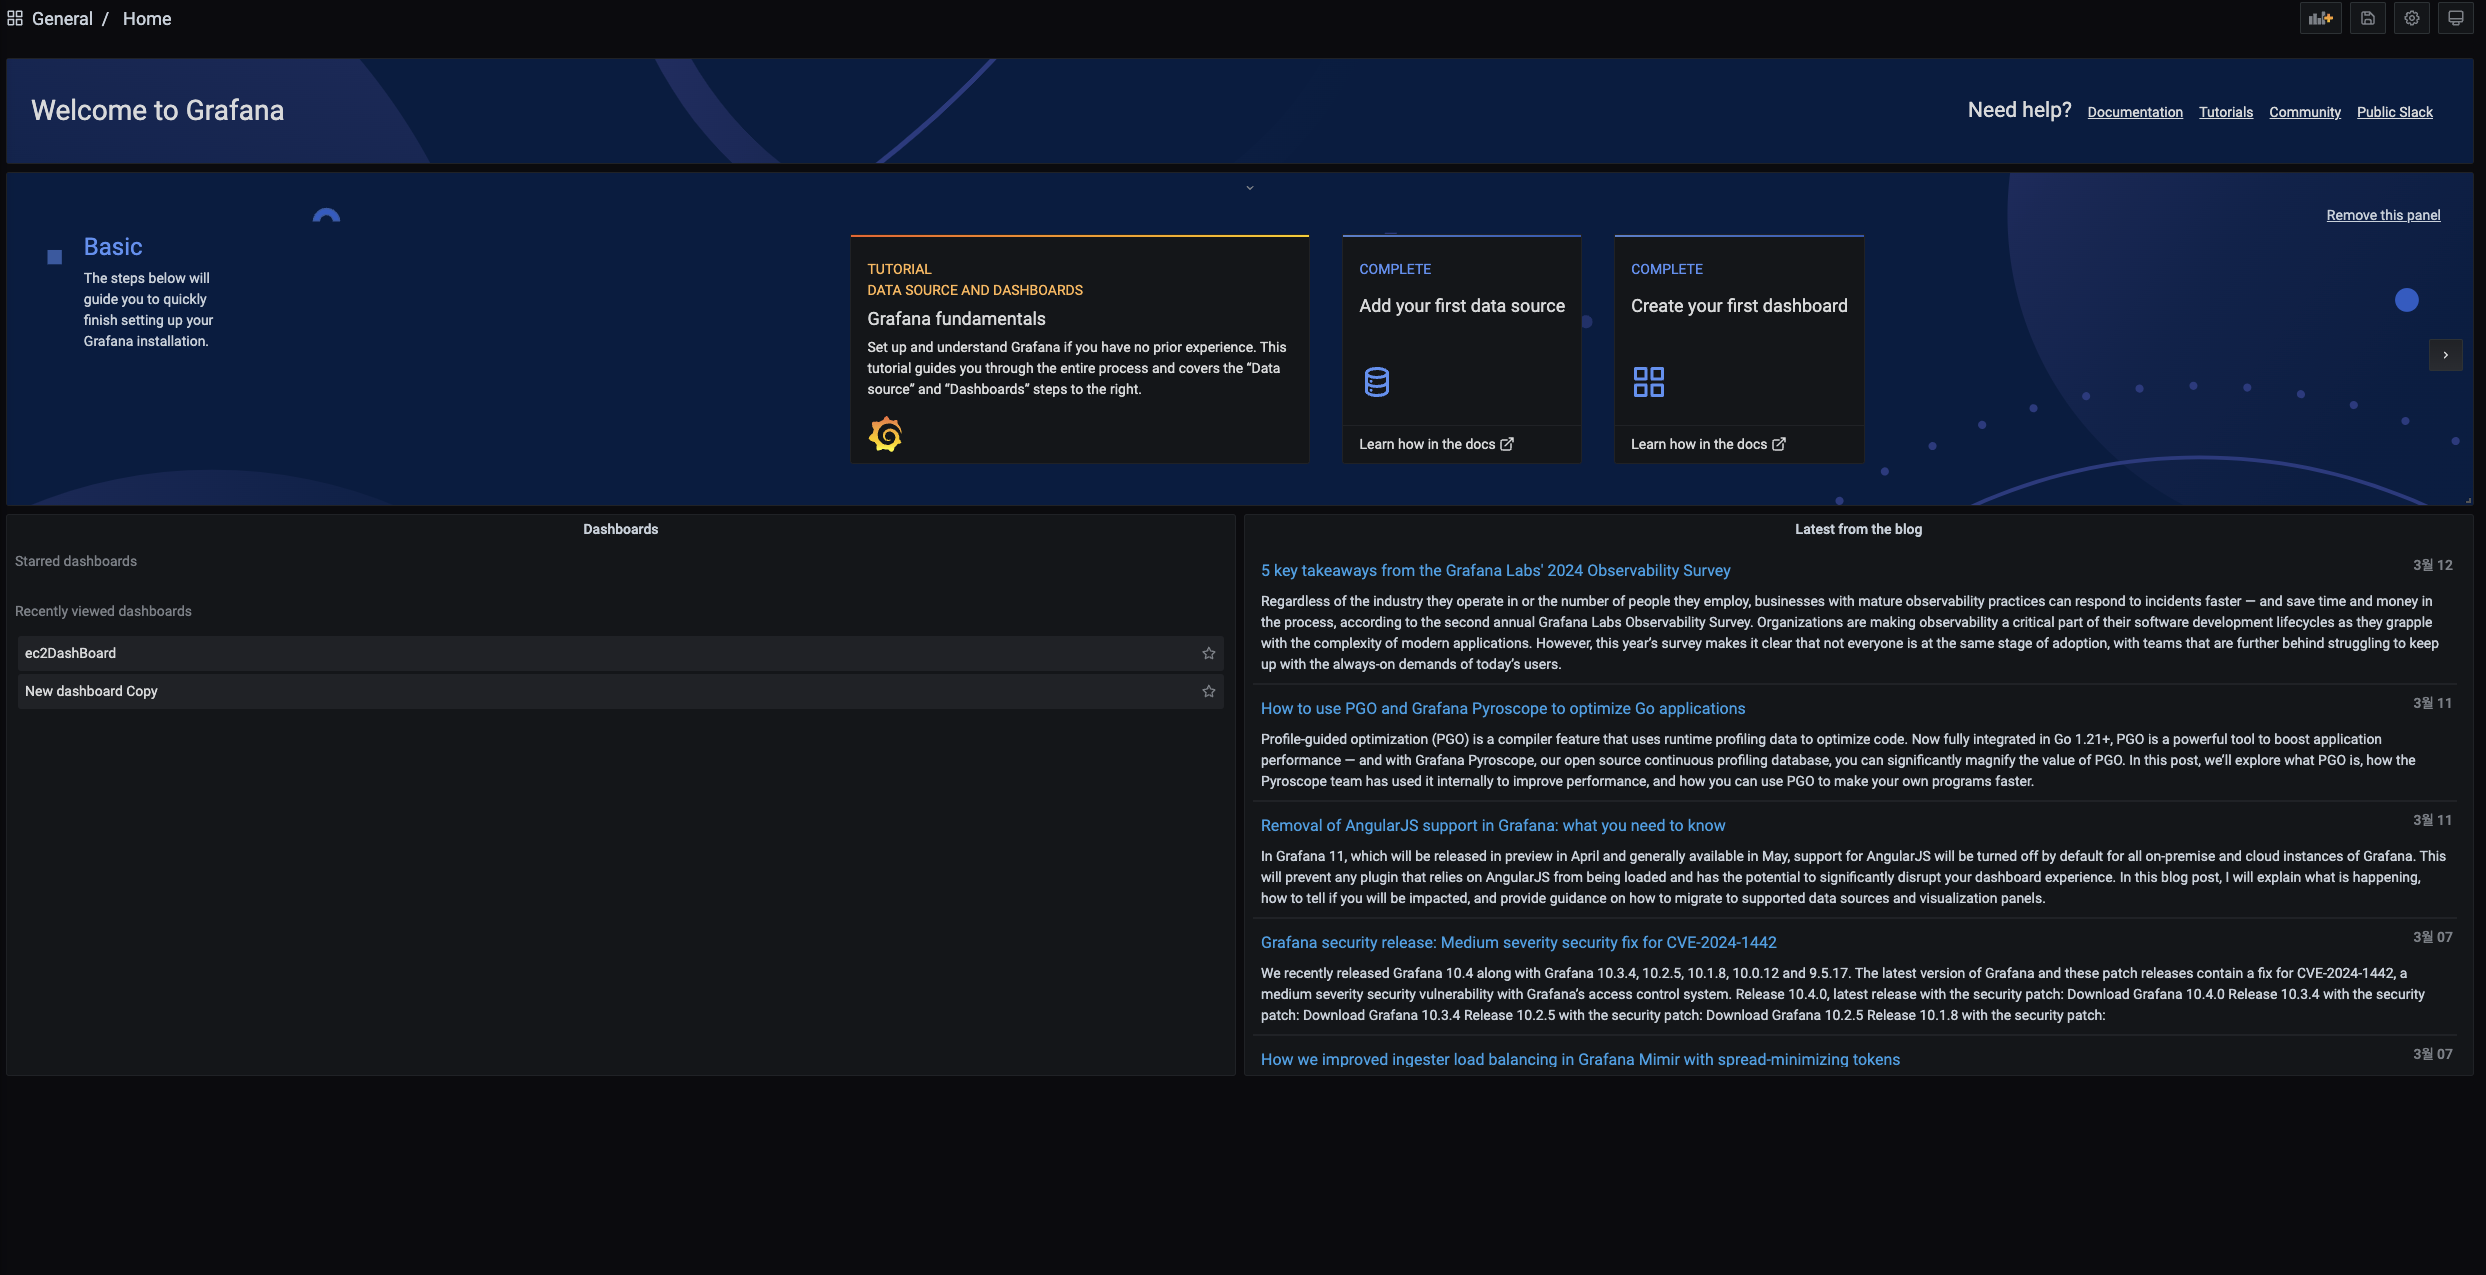 General / Home
Welcome to Grafana
Need help? Documentation Tutorials Community Public Slack
Remove this panel
Basic
The steps below will
guide you to quickly
finish setting up your
Grafana installation.
TUTORIAL
DATA SOURCE AND DASHBOARDS
Grafana fundamentals
Set up and understand Grafana if you have no prior experience. This
tutorial guides you through the entire process and covers the “Data
source” and “Dashboards” steps to the right.
COMPLETE
Add your first data source
Learn how in the docs
COMPLETE
Create your first dashboard
Learn how in the docs
Dashboards
Starred dashboards
Recently viewed dashboards
ec2DashBoard
New dashboard Copy
Latest from the blog
5 key takeaways from the Grafana Labs' 2024 Observability Survey
3월 12
Regardless of the industry they operate in or the number of people they employ, businesses with mature observability practices can respond to incidents faster — and save time and money in
the process, according to the second annual Grafana Labs Observability Survey. Organizations are making observability a critical part of their software development lifecycles as they grapple
with the complexity of modern applications. However, this year’s survey makes it clear that not everyone is at the same stage of adoption, with teams that are further behind struggling to keep
up with the always-on demands of today’s users.
How to use PGO and Grafana Pyroscope to optimize Go applications
3월 11
Profile-guided optimization (PGO) is a compiler feature that uses runtime profiling data to optimize code. Now fully integrated in Go 1.21+, PGO is a powerful tool to boost application
performance — and with Grafana Pyroscope, our open source continuous profiling database, you can significantly magnify the value of PGO. In this post, we’ll explore what PGO is, how the
Pyroscope team has used it internally to improve performance, and how you can use PGO to make your own programs faster.
Removal of AngularJS support in Grafana: what you need to know
3월 11
In Grafana 11, which will be released in preview in April and generally available in May, support for AngularJS will be turned off by default for all on-premise and cloud instances of Grafana. This
will prevent any plugin that relies on AngularJS from being loaded and has the potential to significantly disrupt your dashboard experience. In this blog post, I will explain what is happening,
how to tell if you will be impacted, and provide guidance on how to migrate to supported data sources and visualization panels.
Grafana security release: Medium severity security fix for CVE-2024-1442
3월 07
We recently released Grafana 10.4 along with Grafana 10.3.4, 10.2.5, 10.1.8, 10.0.12 and 9.5.17. The latest version of Grafana and these patch releases contain a fix for CVE-2024-1442, a
medium severity security vulnerability with Grafana’s access control system. Release 10.4.0, latest release with the security patch: Download Grafana 10.4.0 Release 10.3.4 with the security
patch: Download Grafana 10.3.4 Release 10.2.5 with the security patch: Download Grafana 10.2.5 Release 10.1.8 with the security patch:
How we improved ingester load balancing in Grafana Mimir with spread-minimizing tokens
3월 07